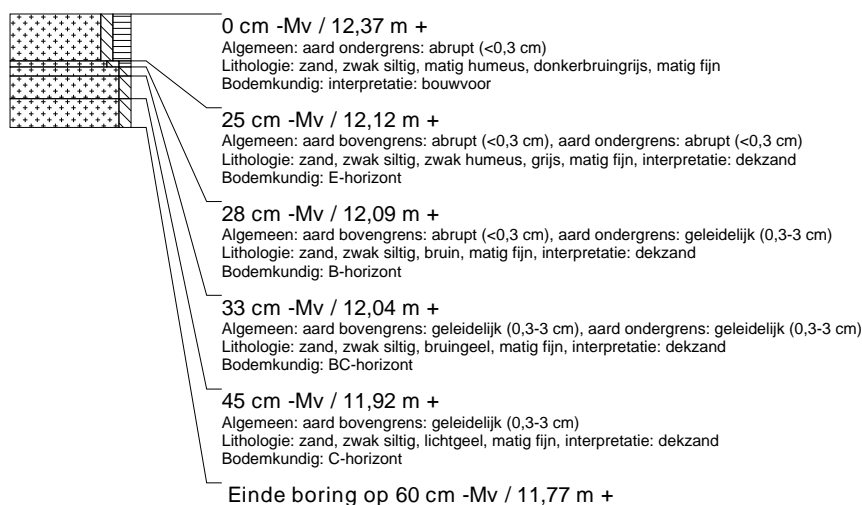 0 cm -Mv / 12,37 m +
Algemeen: aard ondergrens: abrupt (<0,3 cm)
Lithologie: zand, zwak siltig, matig humeus, donkerbruingrijs, matig fijn
Bodemkundig: interpretatie: bouwvoor
25 cm -Mv / 12,12 m +
Algemeen: aard bovengrens: abrupt (<0,3 cm), aard ondergrens: abrupt (<0,3 cm)
Lithologie: zand, zwak siltig, zwak humeus, grijs, matig fijn, interpretatie: dekzand
Bodemkundig: E-horizont
28 cm -Mv / 12,09 m +
Algemeen: aard bovengrens: abrupt (<0,3 cm), aard ondergrens: geleidelijk (0,3-3 cm)
Lithologie: zand, zwak siltig, bruin, matig fijn, interpretatie: dekzand
Bodemkundig: B-horizont
33 cm -Mv / 12,04 m +
Algemeen: aard bovengrens: geleidelijk (0,3-3 cm), aard ondergrens: geleidelijk (0,3-3 cm)
Lithologie: zand, zwak siltig, bruingeel, matig fijn, interpretatie: dekzand
Bodemkundig: BC-horizont
45 cm -Mv / 11,92 m +
Algemeen: aard bovengrens: geleidelijk (0,3-3 cm)
Lithologie: zand, zwak siltig, lichtgeel, matig fijn, interpretatie: dekzand
Bodemkundig: C-horizont
Einde boring op 60 cm -Mv / 11,77 m +